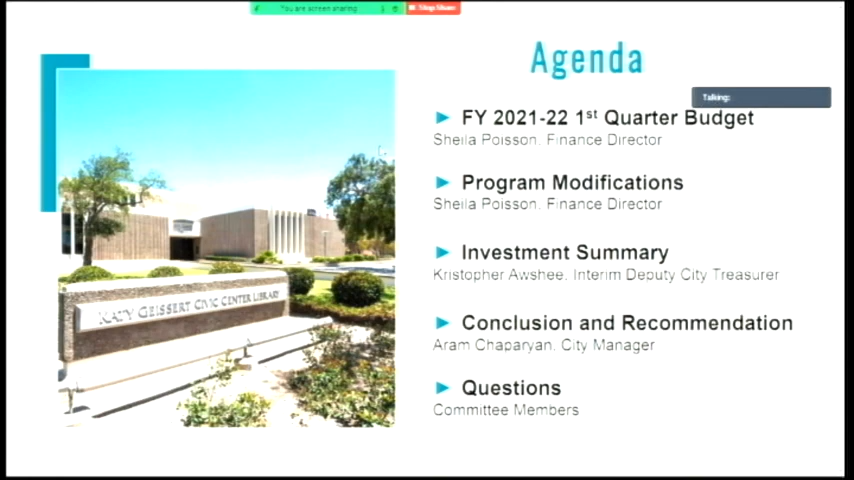 You are screen sharing
Stop Share
Agenda
Talking:
FY 2021-22 1st Quarter Budget
Sheila Poisson, Finance Director
Program Modifications
Sheila Poisson, Finance Director
Investment Summary
Kristopher Awshee, Interim Deputy City Treasurer
Conclusion and Recommendation
Aram Chaparyan, City Manager
Questions
Committee Members
KATY GEISSERT CIVIC CENTER LIBRARY